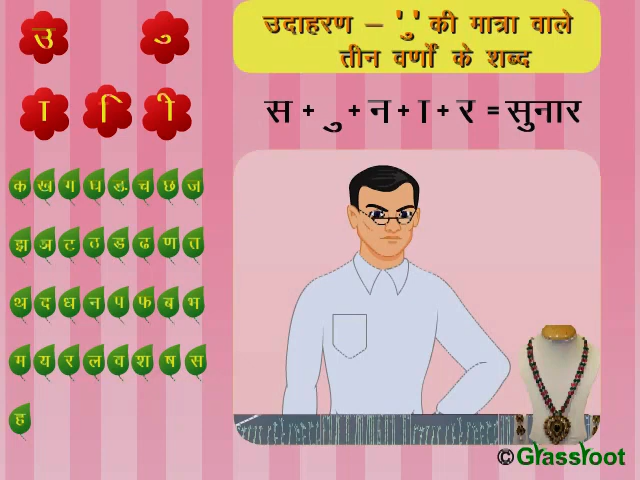 उ ु
ा ि ी
क ख ग घ ङ च छ ज
झ ञ ट ठ ड ढ ण त
थ द ध न प फ ब भ
म य र ल व श ष स
ह
उदाहरण – 'ु' की मात्रा वाले
तीन वर्णों के शब्द
स + ु + न + ा + र = सुनार
©Grassroot